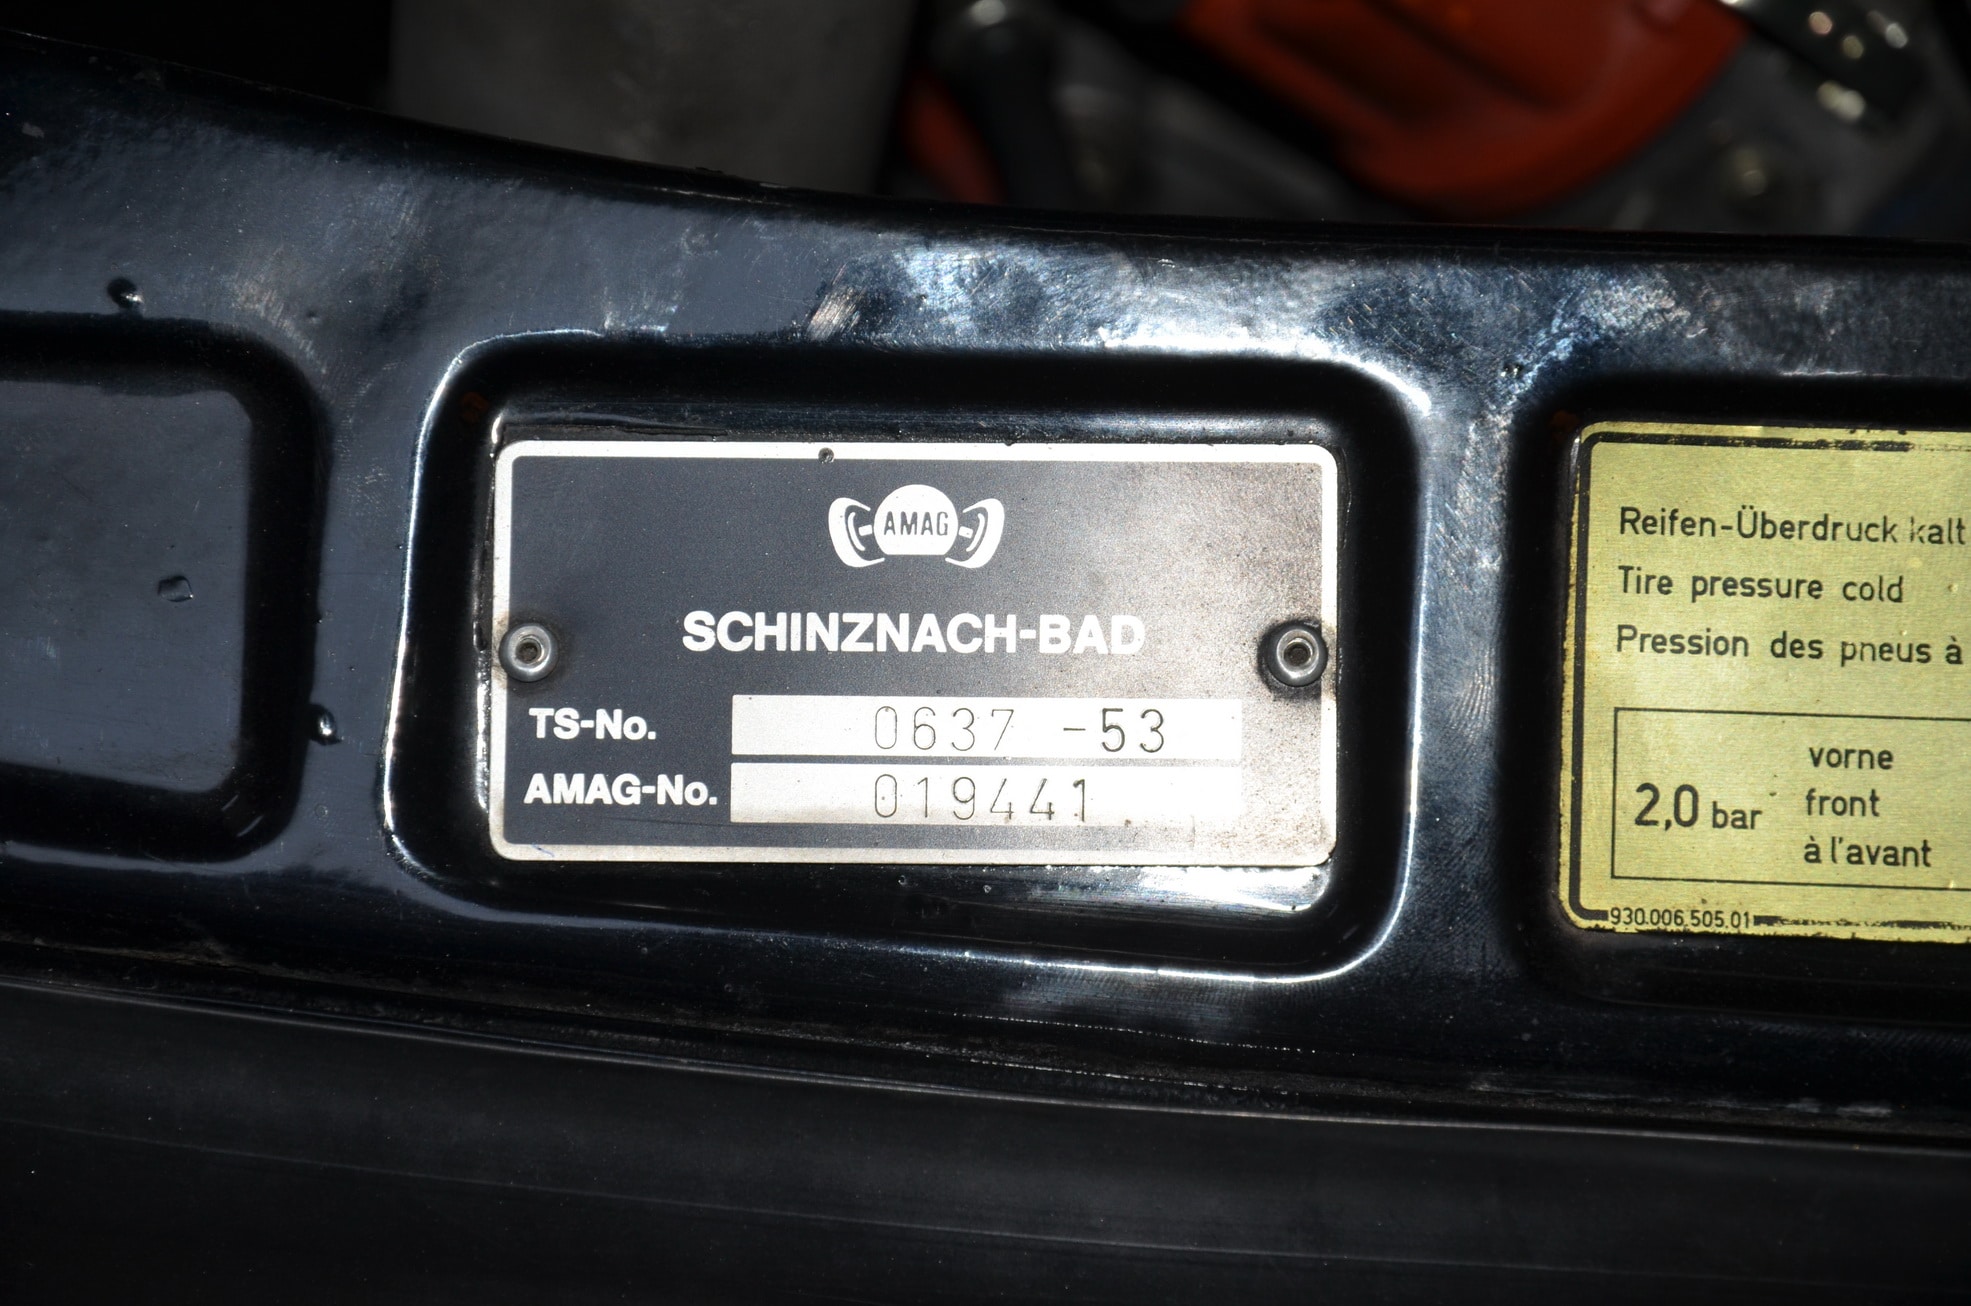 AMAG
SCHINZNACH-BAD
TS-No. 0637 -53
AMAG-No. 019441
Reifen-Überdruck kalt
Tire pressure cold
Pression des pneus à
2,0 bar
vorne
front
à l'avant
930.006.505.01